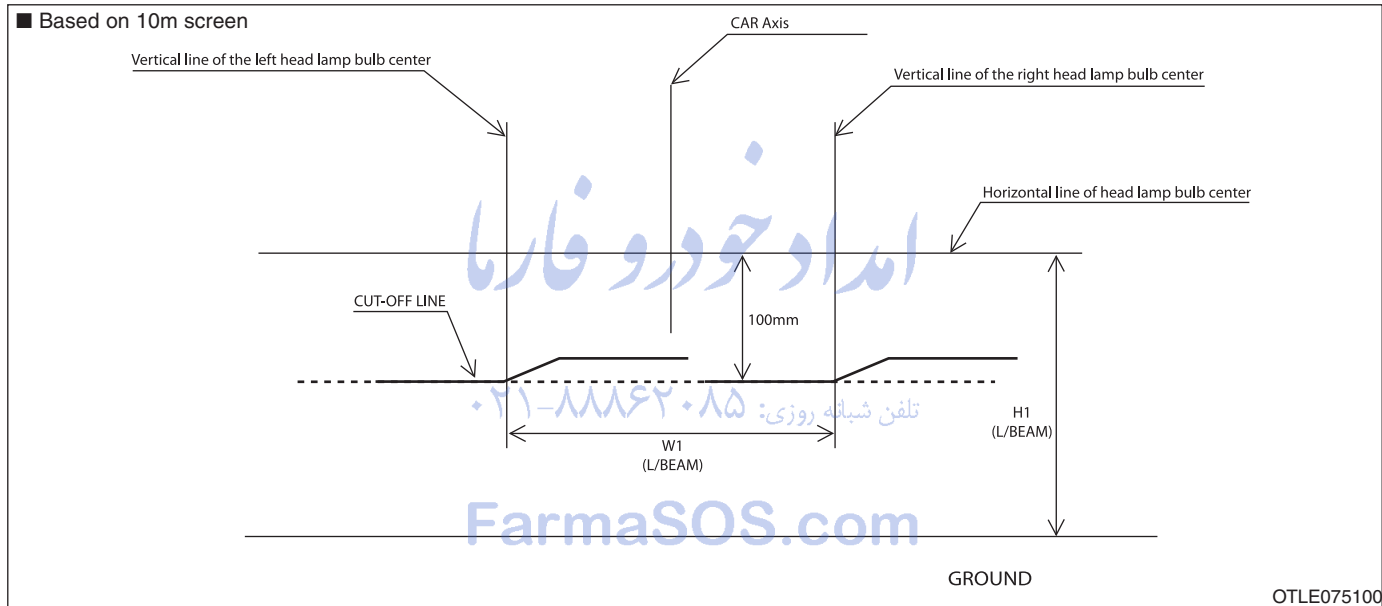 ■ Based on 10m screen
CAR Axis
Vertical line of the left head lamp bulb center
Vertical line of the right head lamp bulb center
Horizontal line of head lamp bulb center
امداد خودرو فارما
CUT-OFF LINE
100mm
تلفن شبانه روزی: ۸۸۸۶۲۰۸۵-۰۲۱
W1
(L/BEAM)
H1
(L/BEAM)
FarmaSOS.com
GROUND
OTLE075100